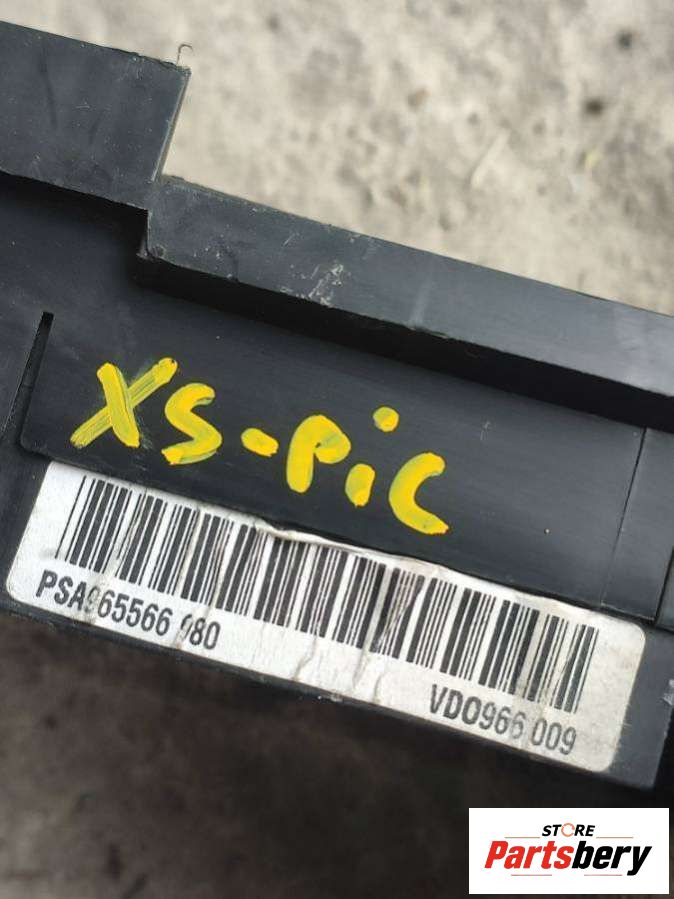 XS-PiC
PSA965566 080
VDO966 009
STORE
Partsbery